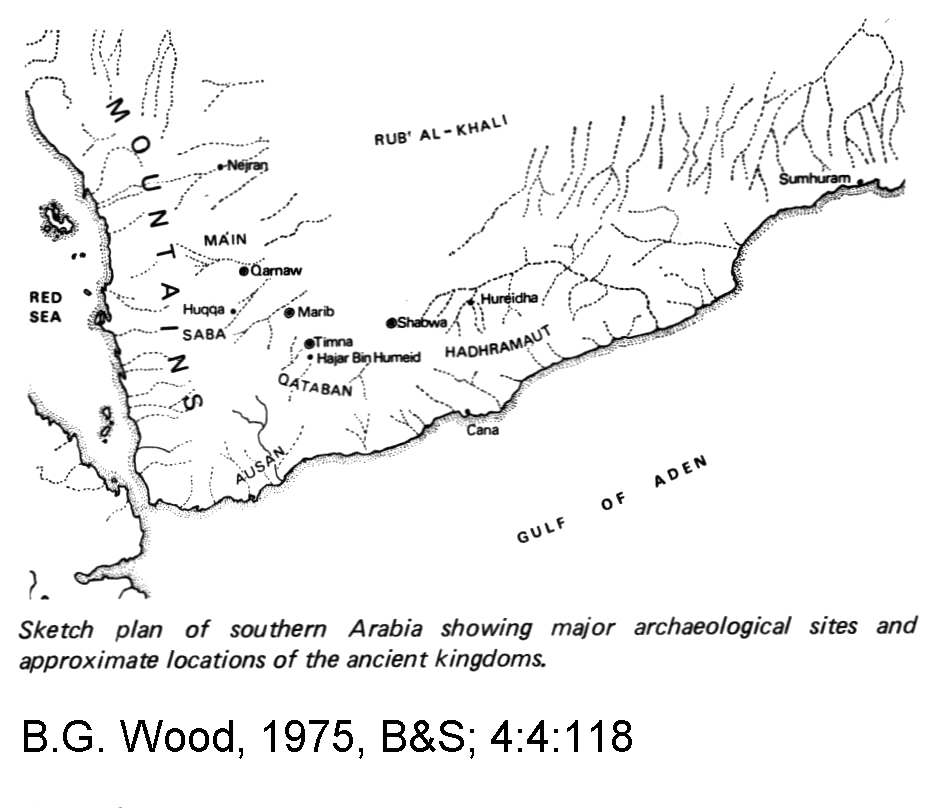 MOUNTAINS
RUB' AL-KHALI
Nejran
Sumhuram
MA'IN
Qarnaw
RED
SEA
Huqqa
Marib
Hureidha
SABA
Shabwa
Timna
Hajar Bin Humeid
HADHRAMAUT
QATABAN
Cana
AUSAN
GULF OF ADEN
Sketch plan of southern Arabia showing major archaeological sites and
approximate locations of the ancient kingdoms.
B.G. Wood, 1975, B&S; 4:4:118